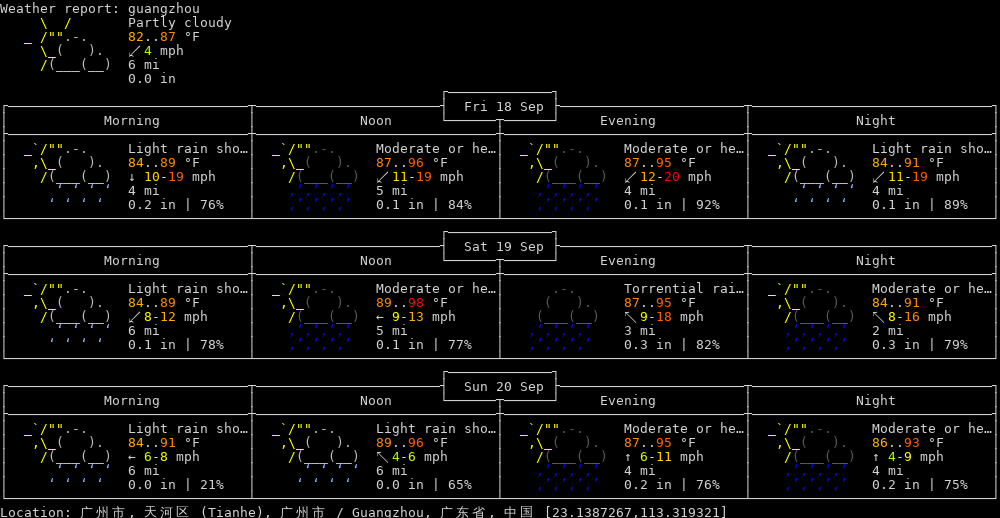 Weather report: guangzhou
Partly cloudy
82..87 °F
↙ 4 mph
6 mi
0.0 in
Fri 18 Sep
Morning Noon Evening Night
Light rain sho… Moderate or he… Moderate or he… Light rain sho…
84..89 °F 87..96 °F 87..95 °F 84..91 °F
↓ 10-19 mph ↙ 11-19 mph ↙ 12-20 mph ↙ 11-19 mph
4 mi 5 mi 4 mi 4 mi
0.2 in | 76% 0.1 in | 84% 0.1 in | 92% 0.1 in | 89%
Sat 19 Sep
Morning Noon Evening Night
Light rain sho… Moderate or he… Torrential rai… Moderate or he…
84..89 °F 89..98 °F 87..95 °F 84..91 °F
↙ 8-12 mph ← 9-13 mph ↖ 9-18 mph ↖ 8-16 mph
6 mi 5 mi 3 mi 2 mi
0.1 in | 78% 0.1 in | 77% 0.3 in | 82% 0.3 in | 79%
Sun 20 Sep
Morning Noon Evening Night
Light rain sho… Light rain sho… Moderate or he… Moderate or he…
84..91 °F 89..96 °F 87..95 °F 86..93 °F
← 6-8 mph ↖ 4-6 mph ↑ 6-11 mph ↑ 4-9 mph
6 mi 6 mi 4 mi 4 mi
0.0 in | 21% 0.0 in | 65% 0.2 in | 76% 0.2 in | 75%
Location: 广州市, 天河区 (Tianhe), 广州市 / Guangzhou, 广东省, 中国 [23.1387267,113.319321]